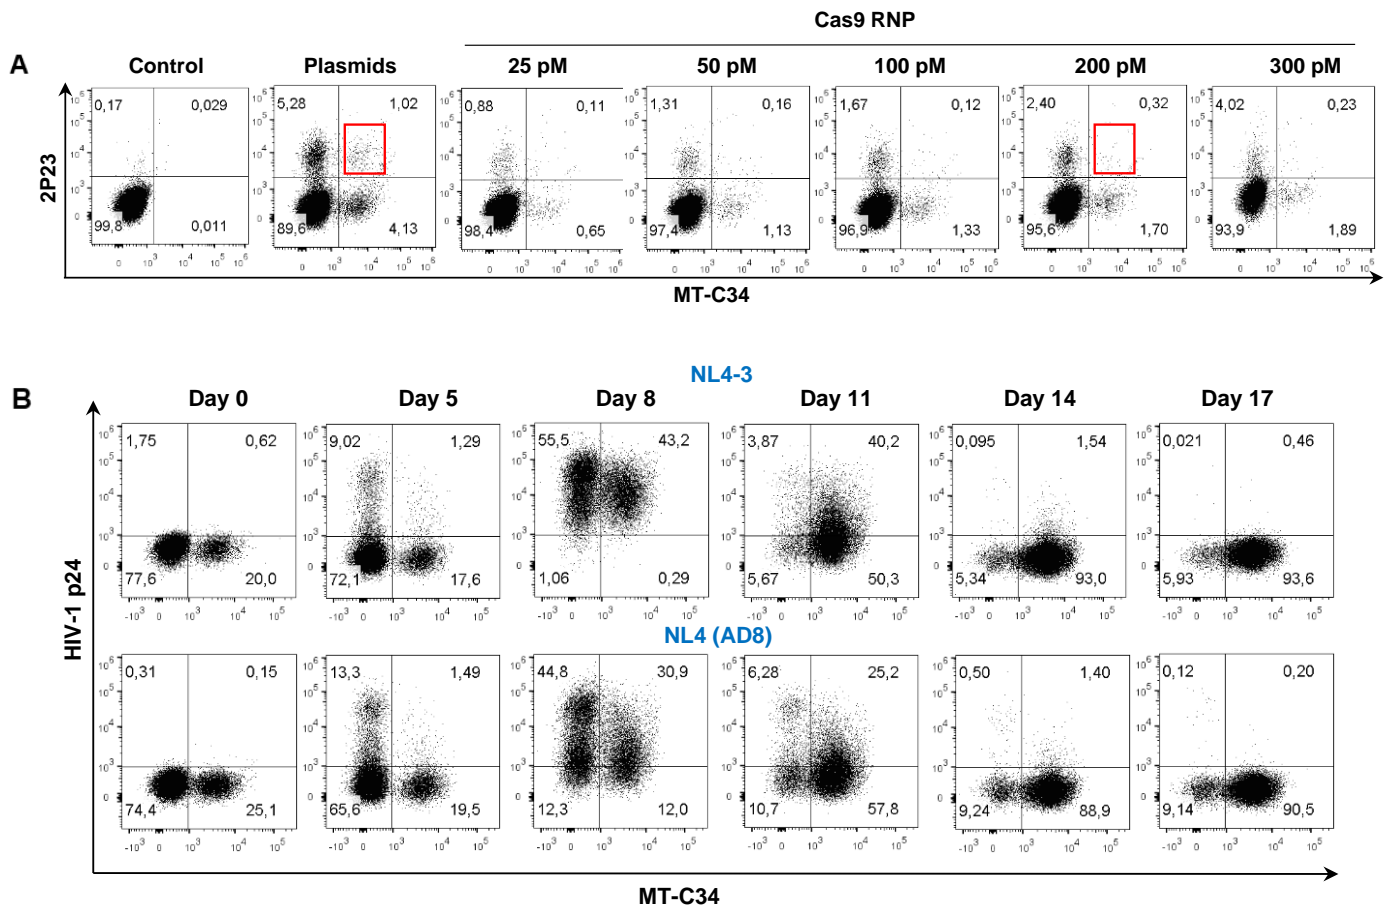 Cas9 RNP
A
Control Plasmids 25 pM 50 pM 100 pM 200 pM 300 pM
0,17 0,029 5,28 1,02 0,88 0,11 1,31 0,16 1,67 0,12 2,40 0,32 4,02 0,23
2P23
99,8 0,011 89,6 4,13 98,4 0,65 97,4 1,13 96,9 1,33 95,6 1,70 93,9 1,89
MT-C34
NL4-3
B
Day 0 Day 5 Day 8 Day 11 Day 14 Day 17
1,75 0,62 9,02 1,29 55,5 43,2 3,87 40,2 0,095 1,54 0,021 0,46
77,6 20,0 72,1 17,6 1,06 0,29 5,67 50,3 5,34 93,0 5,93 93,6
HIV-1 p24
NL4 (AD8)
0,31 0,15 13,3 1,49 44,8 30,9 6,28 25,2 0,50 1,40 0,12 0,20
74,4 25,1 65,6 19,5 12,3 12,0 10,7 57,8 9,24 88,9 9,14 90,5
MT-C34